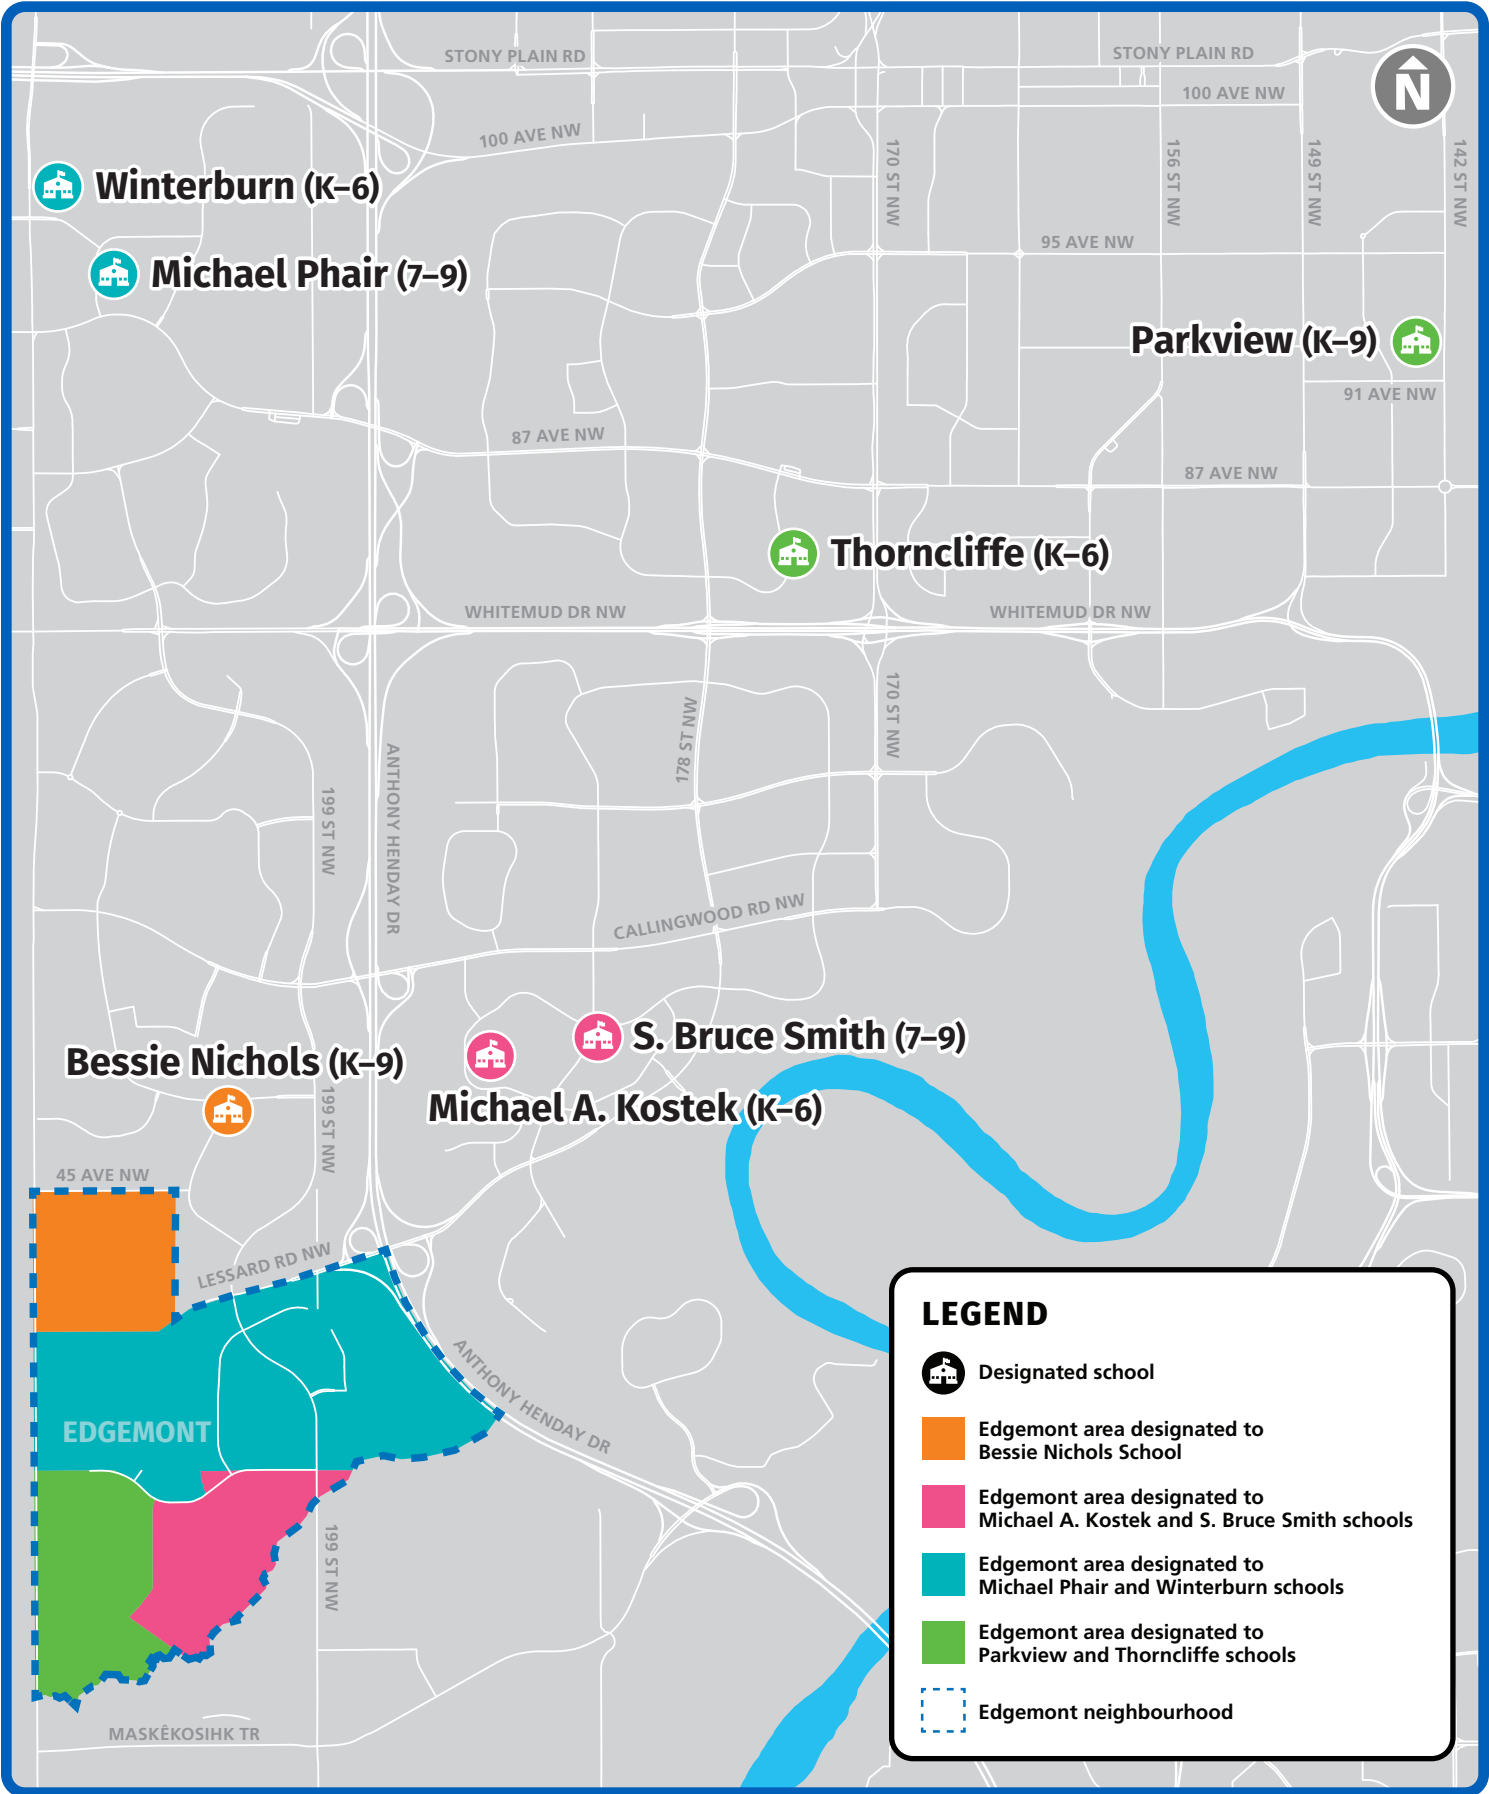 STONY PLAIN RD
STONY PLAIN RD
N
100 AVE NW
100 AVE NW
170 ST NW
156 ST NW
149 ST NW
142 ST NW
Winterburn (K–6)
95 AVE NW
Michael Phair (7–9)
Parkview (K–9)
91 AVE NW
87 AVE NW
87 AVE NW
Thorncliffe (K–6)
WHITEMUD DR NW
WHITEMUD DR NW
170 ST NW
178 ST NW
ANTHONY HENDAY DR
199 ST NW
CALLINGWOOD RD NW
S. Bruce Smith (7–9)
Bessie Nichols (K–9)
Michael A. Kostek (K–6)
199 ST NW
45 AVE NW
LESSARD RD NW
ANTHONY HENDAY DR
EDGEMONT
199 ST NW
MASKÊKOSIHK TR
LEGEND
Designated school
Edgemont area designated to
Bessie Nichols School
Edgemont area designated to
Michael A. Kostek and S. Bruce Smith schools
Edgemont area designated to
Michael Phair and Winterburn schools
Edgemont area designated to
Parkview and Thorncliffe schools
Edgemont neighbourhood